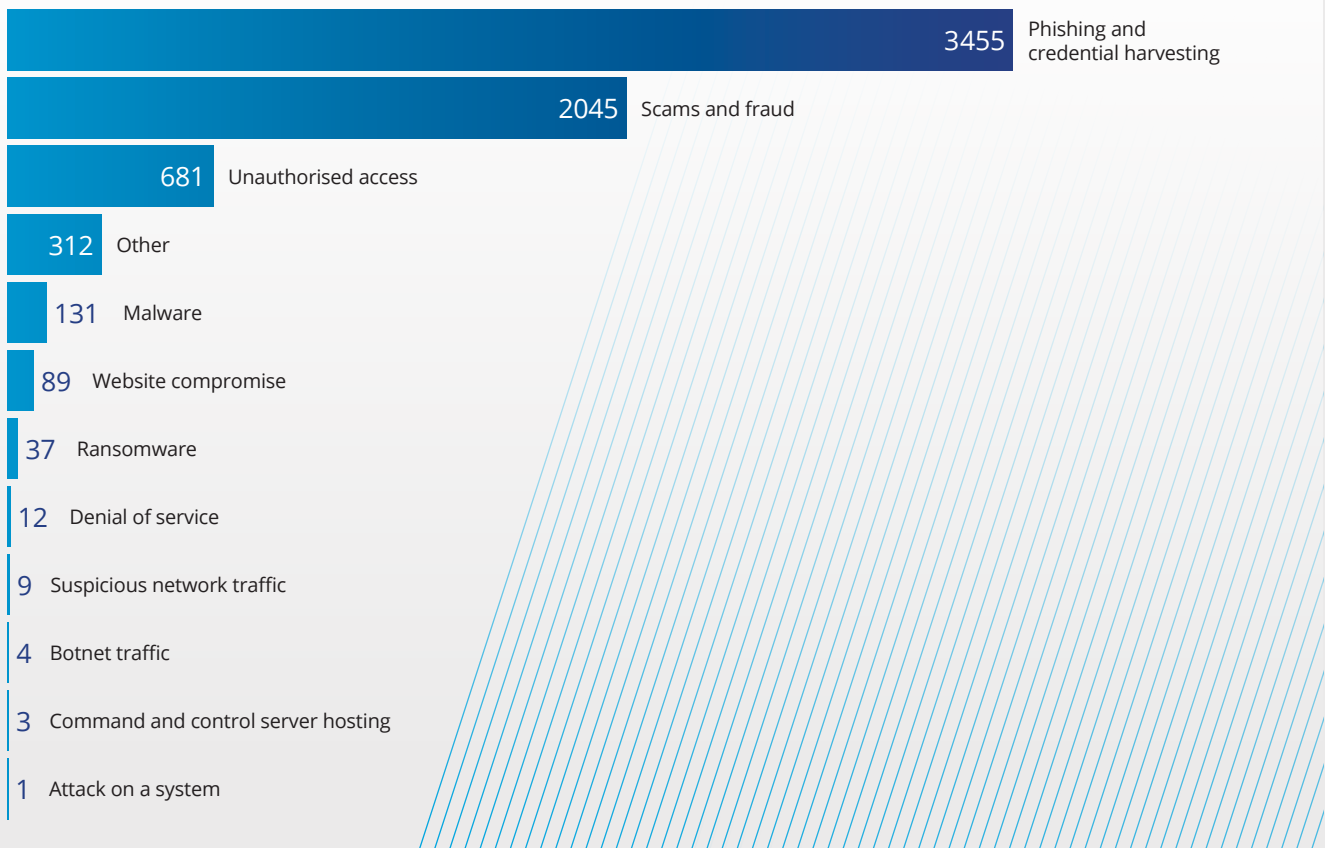 3455 Phishing and
credential harvesting
2045 Scams and fraud
681 Unauthorised access
312 Other
131 Malware
89 Website compromise
37 Ransomware
12 Denial of service
9 Suspicious network traffic
4 Botnet traffic
3 Command and control server hosting
1 Attack on a system